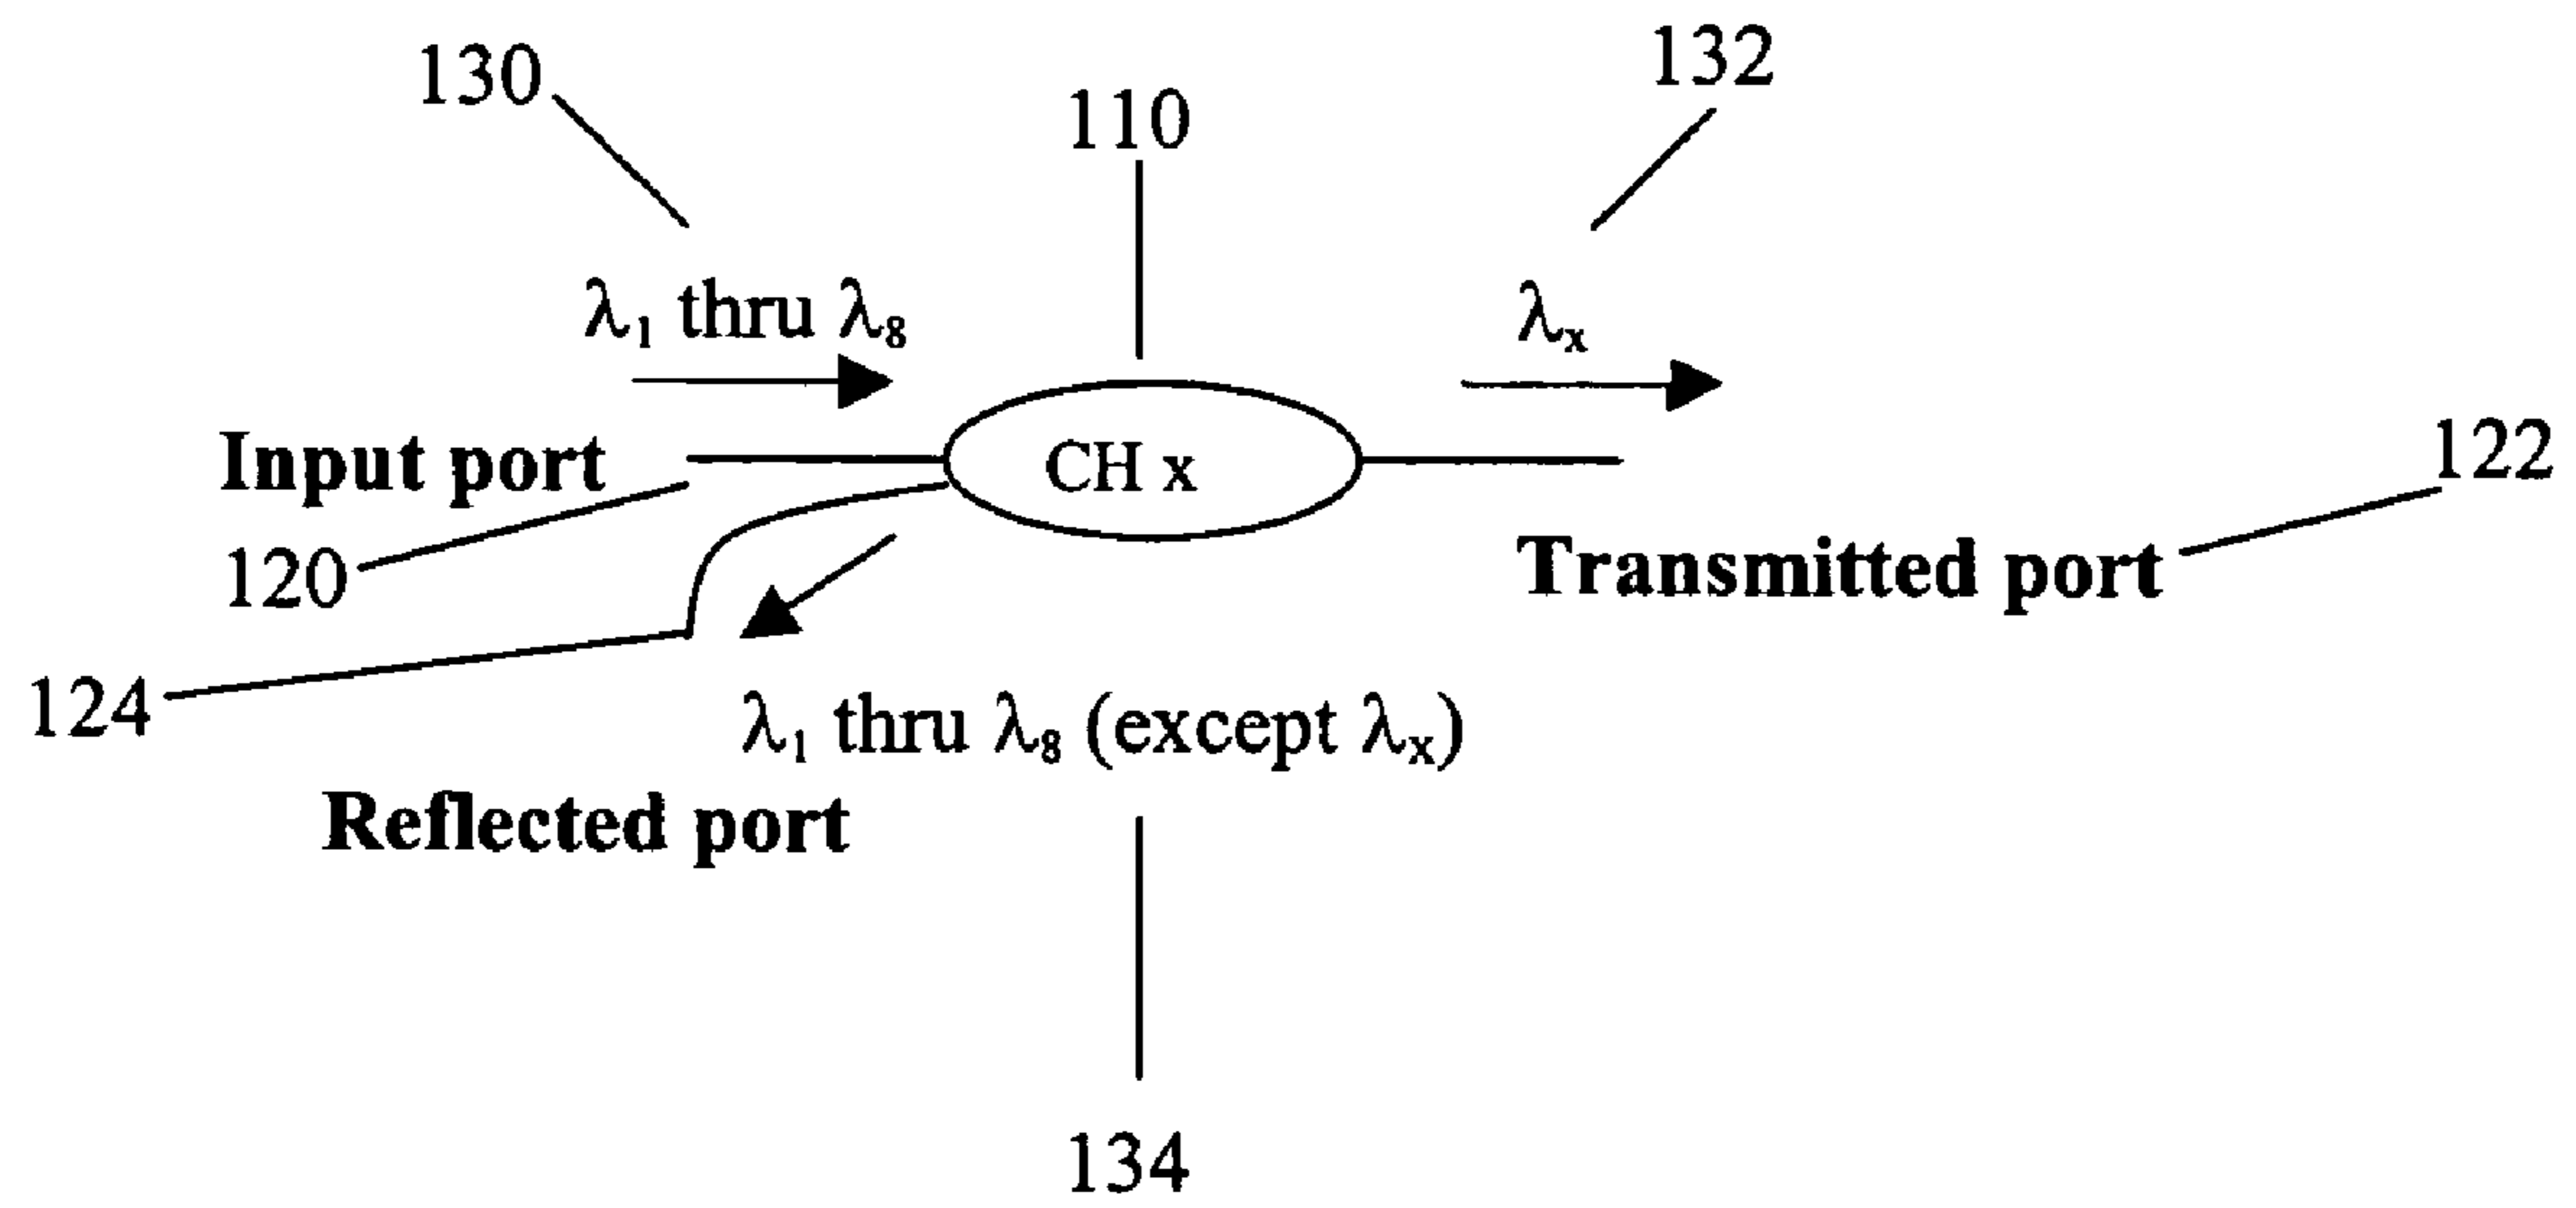 130
132
110
λ₁ thru λ₈
λₓ
Input port
CH x
122
120
Transmitted port
124
λ₁ thru λ₈ (except λₓ)
Reflected port
134